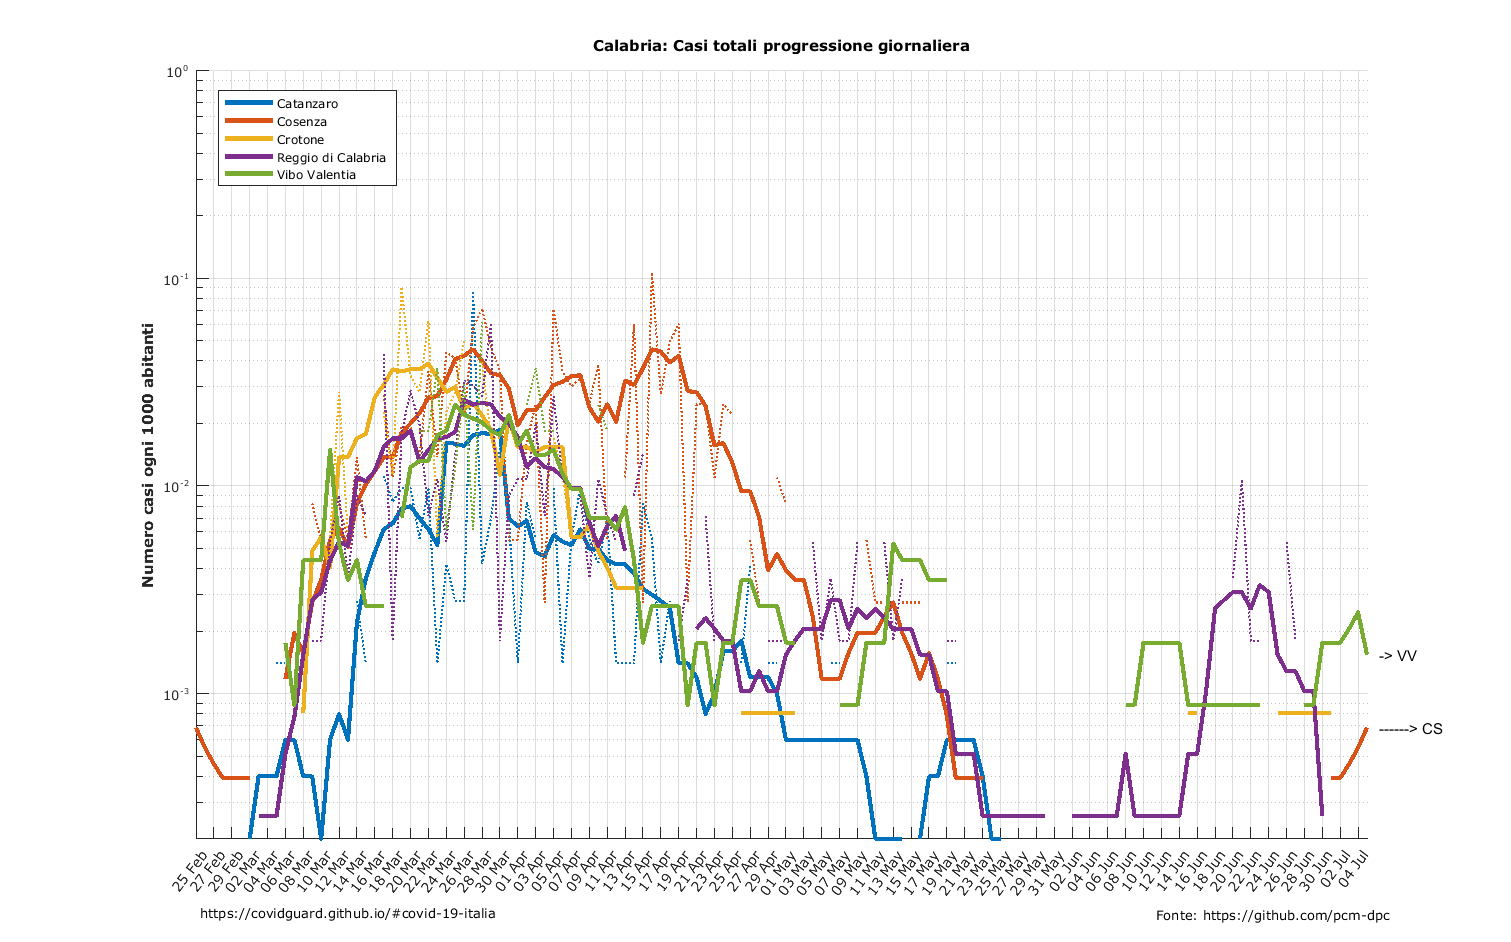 Calabria: Casi totali progressione giornaliera
10⁰
10⁻¹
10⁻²
10⁻³
Numero casi ogni 1000 abitanti
Catanzaro
Cosenza
Crotone
Reggio di Calabria
Vibo Valentia
-> VV
------> CS
25 Feb
27 Feb
29 Feb
02 Mar
04 Mar
06 Mar
08 Mar
10 Mar
12 Mar
14 Mar
16 Mar
18 Mar
20 Mar
22 Mar
24 Mar
26 Mar
28 Mar
30 Mar
01 Apr
03 Apr
05 Apr
07 Apr
09 Apr
11 Apr
13 Apr
15 Apr
17 Apr
19 Apr
21 Apr
23 Apr
25 Apr
27 Apr
29 Apr
01 May
03 May
05 May
07 May
09 May
11 May
13 May
15 May
17 May
19 May
21 May
23 May
25 May
27 May
29 May
31 May
02 Jun
04 Jun
06 Jun
08 Jun
10 Jun
12 Jun
14 Jun
16 Jun
18 Jun
20 Jun
22 Jun
24 Jun
26 Jun
28 Jun
30 Jun
02 Jul
04 Jul
https://covidguard.github.io/#covid-19-italia
Fonte: https://github.com/pcm-dpc